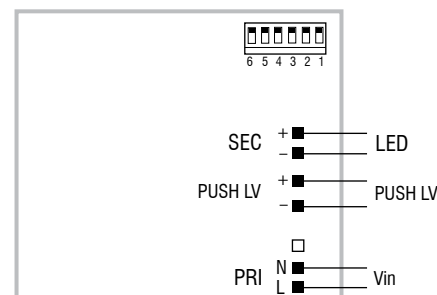 6 5 4 3 2 1
SEC + LED
−
PUSH LV + PUSH LV
−
PRI N Vin
L